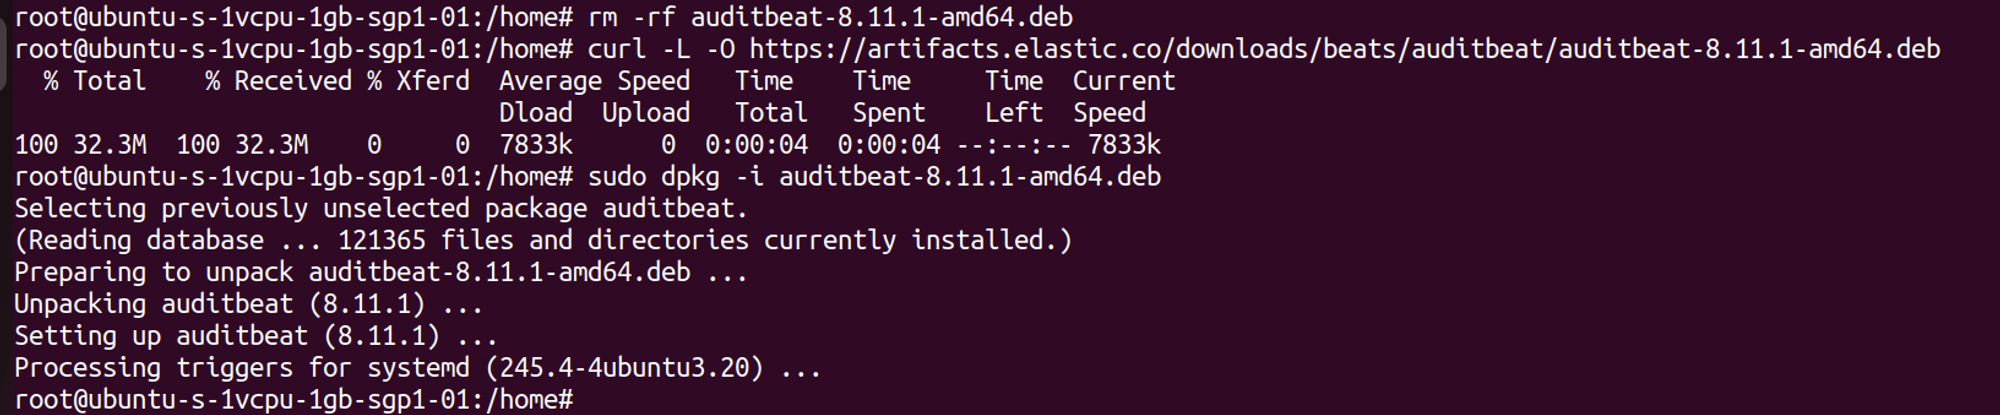 root@ubuntu-s-1vcpu-1gb-sgp1-01:/home# rm -rf auditbeat-8.11.1-amd64.deb
root@ubuntu-s-1vcpu-1gb-sgp1-01:/home# curl -L -O https://artifacts.elastic.co/downloads/beats/auditbeat/auditbeat-8.11.1-amd64.deb
  % Total    % Received % Xferd  Average Speed   Time    Time     Time  Current
                                 Dload  Upload   Total   Spent    Left  Speed
100 32.3M  100 32.3M    0     0  7833k      0  0:00:04  0:00:04 --:--:-- 7833k
root@ubuntu-s-1vcpu-1gb-sgp1-01:/home# sudo dpkg -i auditbeat-8.11.1-amd64.deb
Selecting previously unselected package auditbeat.
(Reading database ... 121365 files and directories currently installed.)
Preparing to unpack auditbeat-8.11.1-amd64.deb ...
Unpacking auditbeat (8.11.1) ...
Setting up auditbeat (8.11.1) ...
Processing triggers for systemd (245.4-4ubuntu3.20) ...
root@ubuntu-s-1vcpu-1gb-sgp1-01:/home#